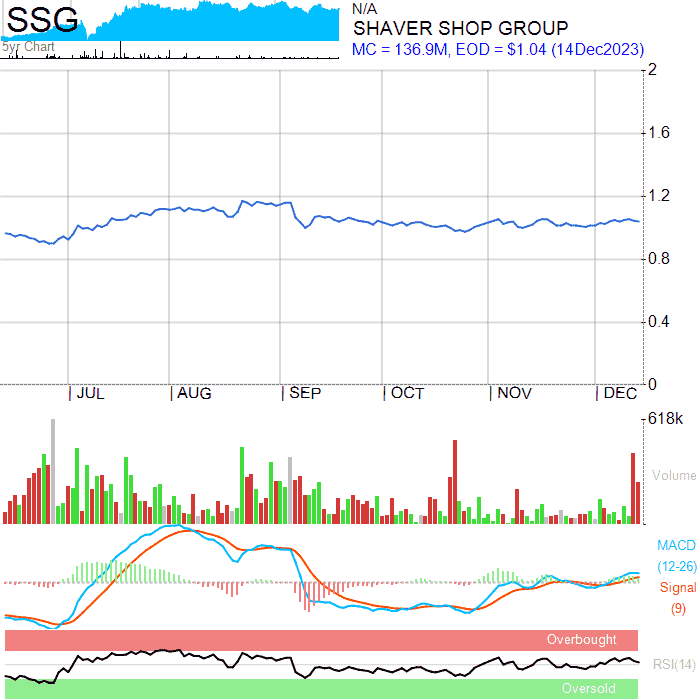 SSG
5yr Chart
N/A
SHAVER SHOP GROUP
MC = 136.9M, EOD = $1.04 (14Dec2023)
2
1.6
1.2
0.8
0.4
0
JUL AUG SEP OCT NOV DEC
618k
Volume
MACD
(12-26)
Signal
(9)
Overbought
RSI(14)
Oversold